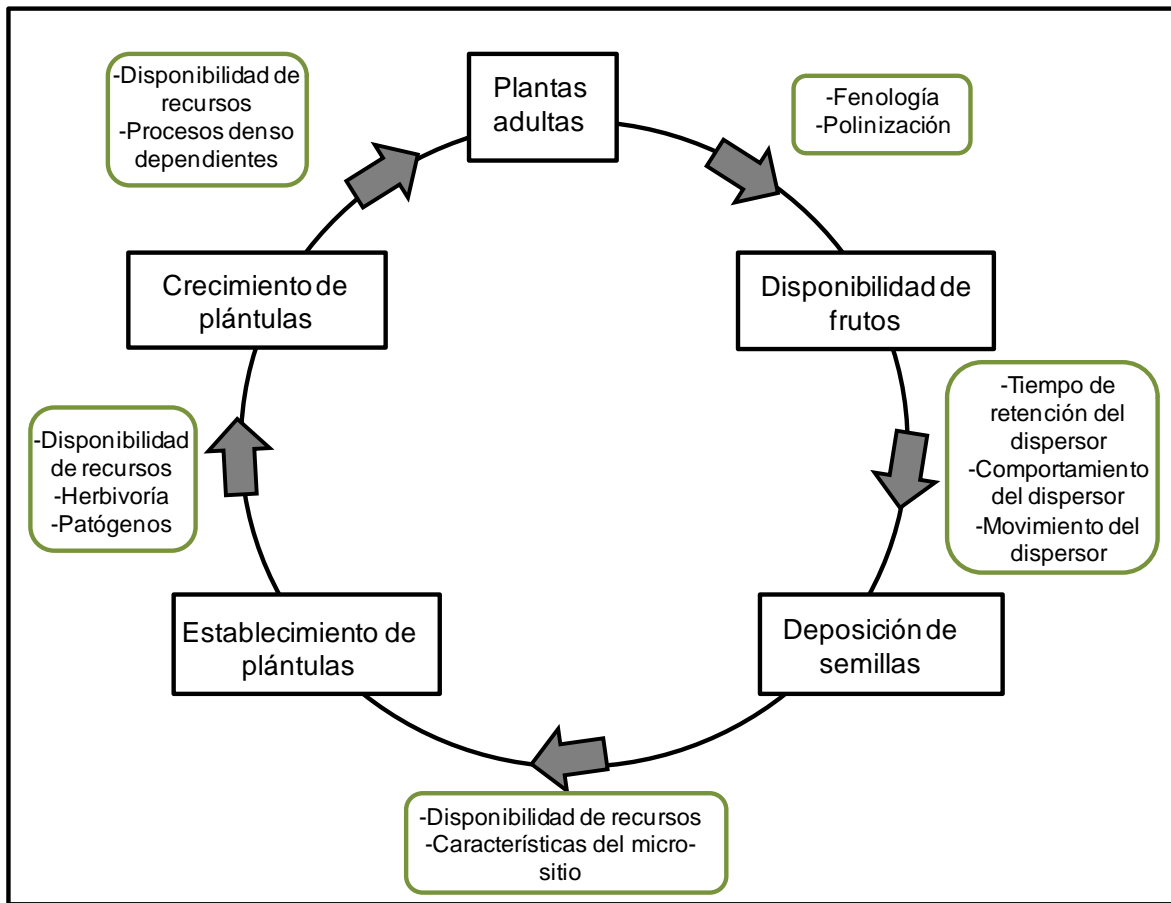 Plantas
adultas
-Fenología
-Polinización
Disponibilidad de
frutos
-Tiempo de
retención del
dispersor
-Comportamiento
del dispersor
-Movimiento del
dispersor
Deposición de
semillas
-Disponibilidad de recursos
-Características del micro-
sitio
Establecimiento de
plántulas
-Disponibilidad
de recursos
-Herbivoría
-Patógenos
Crecimiento de
plántulas
-Disponibilidad de
recursos
-Procesos denso
dependientes